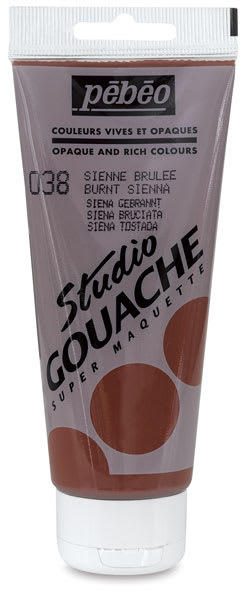 pébéo
COULEURS VIVES ET OPAQUES
OPAQUE AND RICH COLOURS
038 SIENNE BRULEE
BURNT SIENNA
SIENA GEBRANNT
SIENA BRUCIATA
SIENA TOSTADA
Studio
GOUACHE
SUPER MAQUETTE